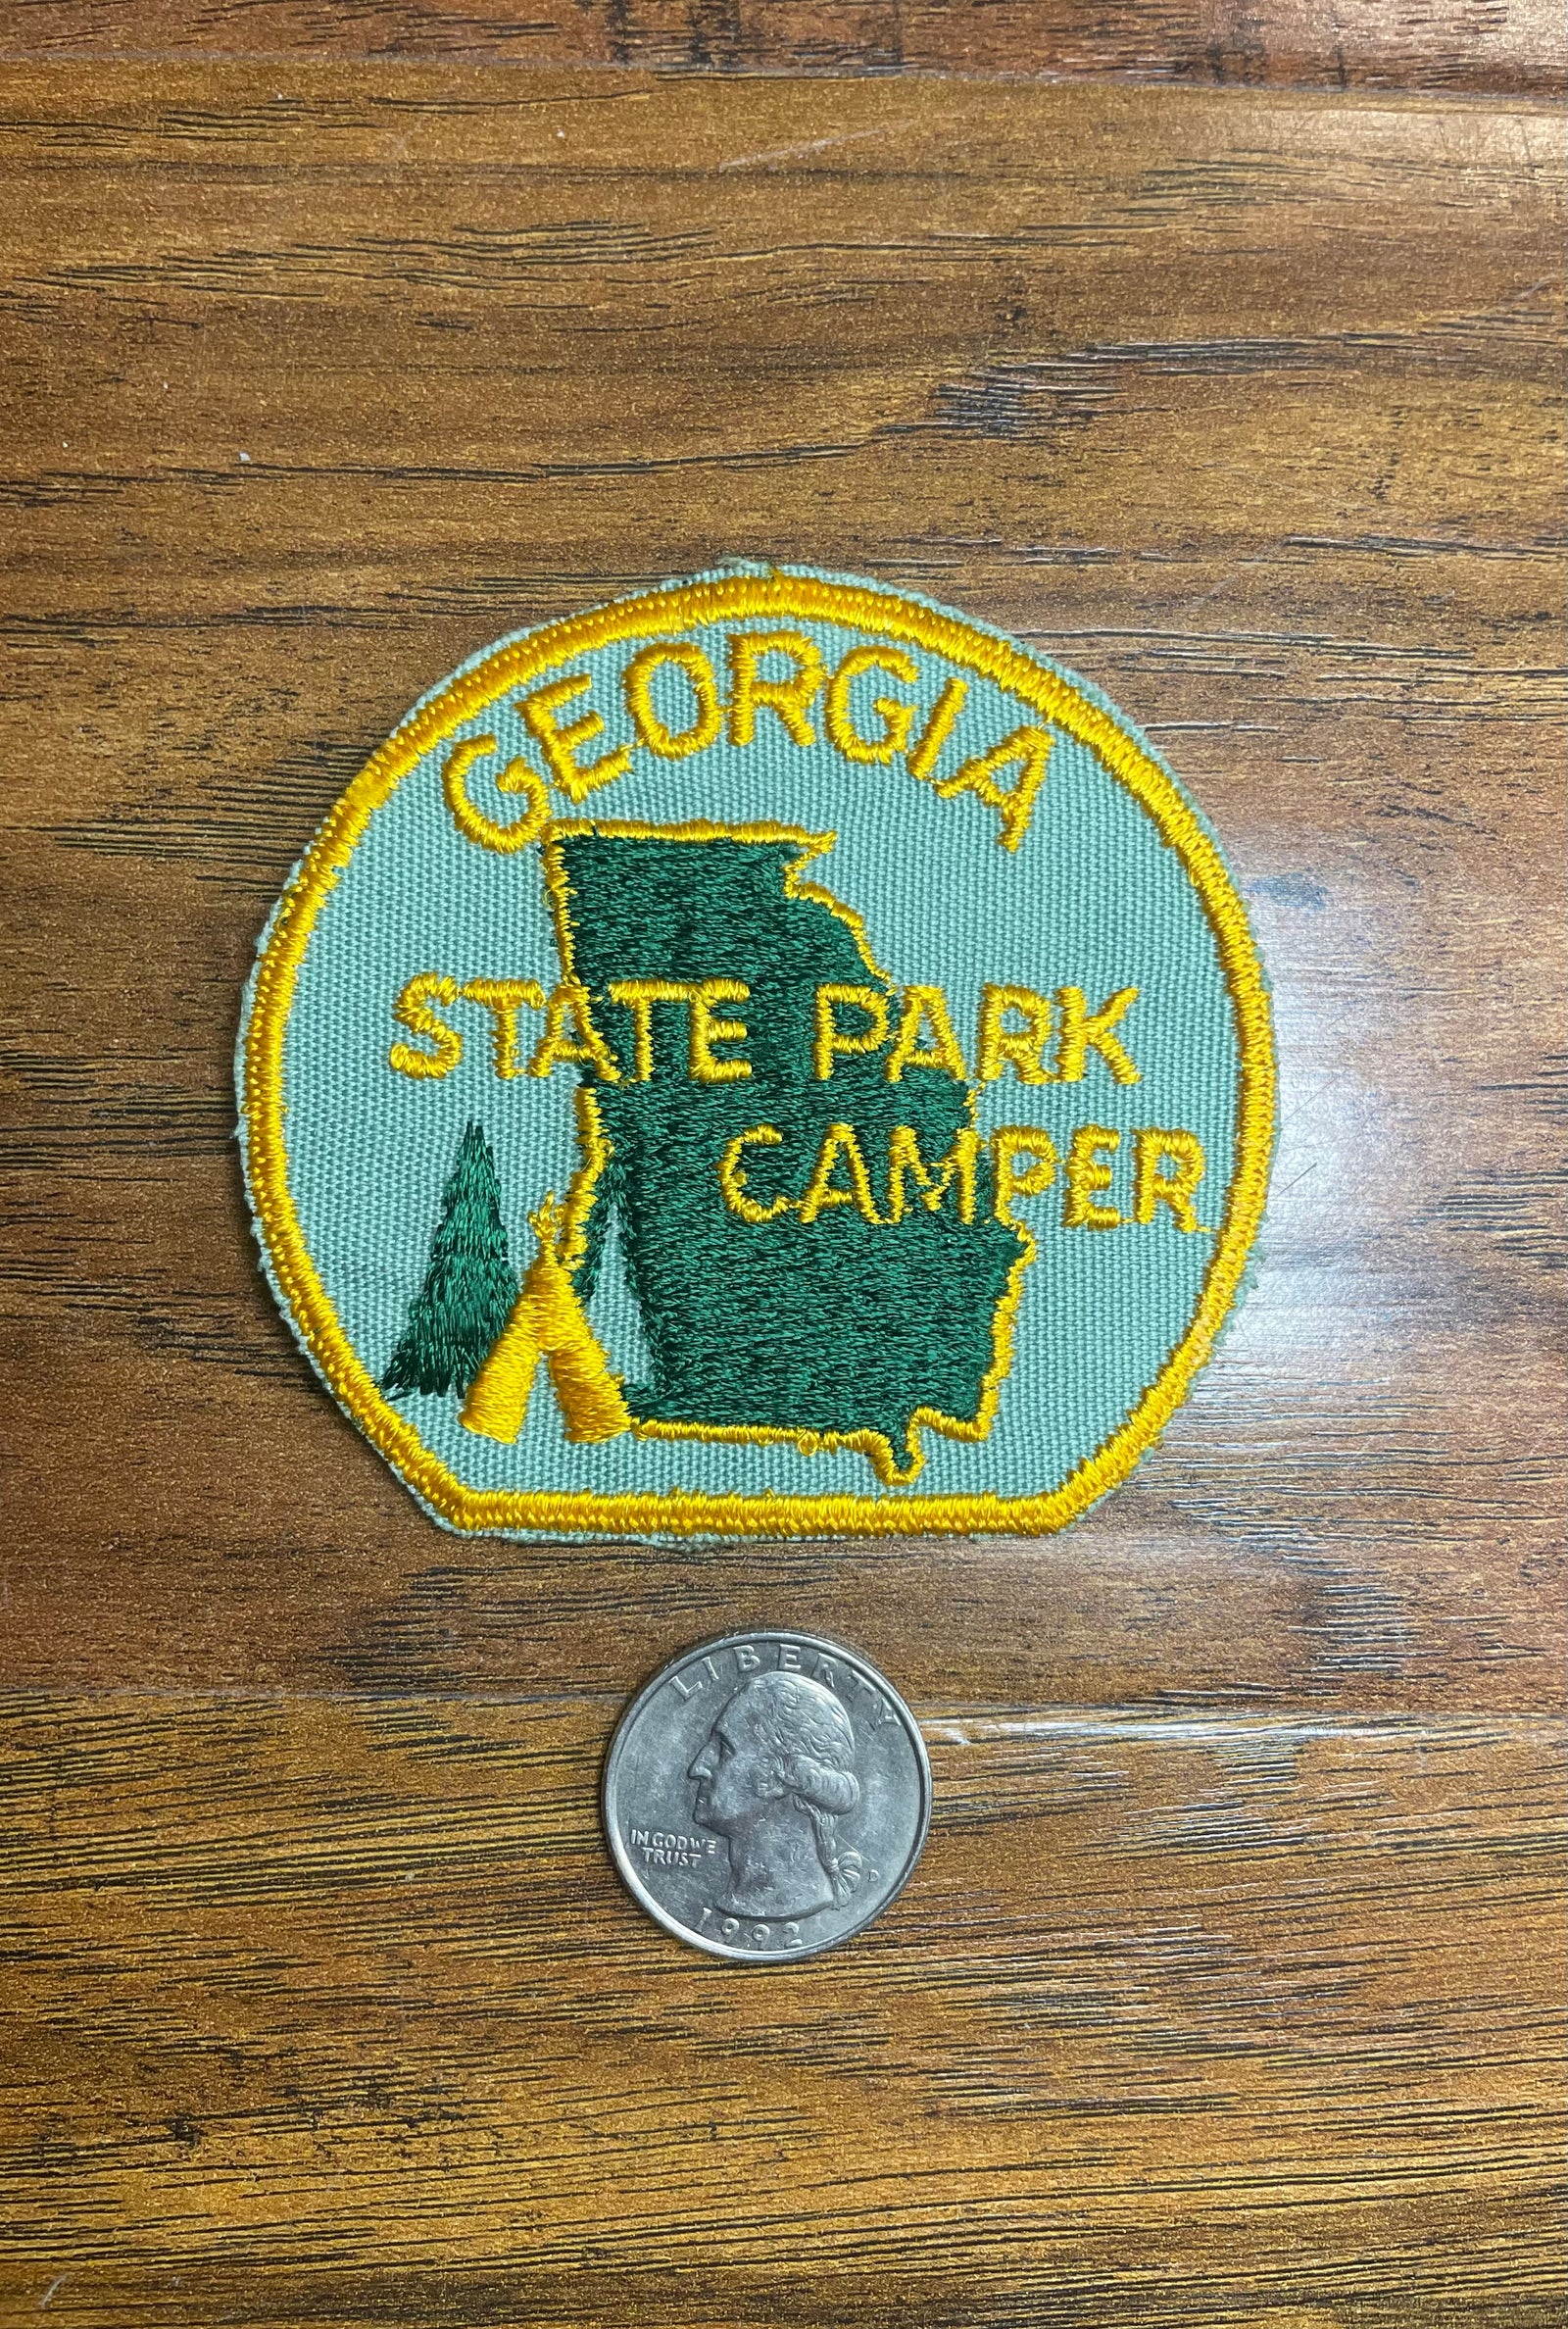 GEORGIA
STATE PARK
CAMPER
LIBERTY
IN GOD WE
TRUST
D
1992